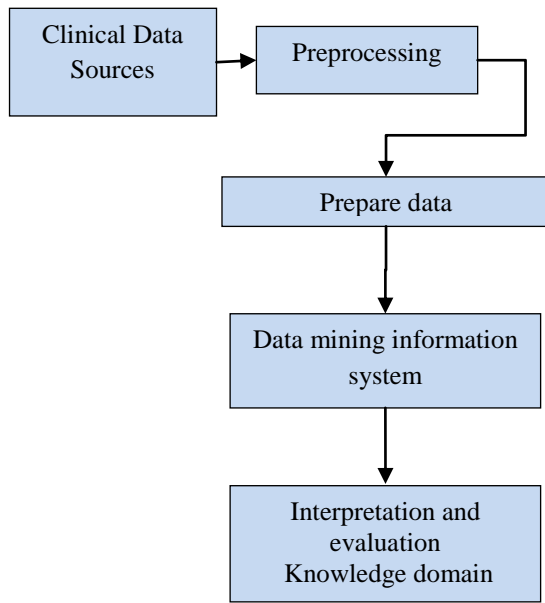 Clinical Data
Sources
Preprocessing
Prepare data
Data mining information
system
Interpretation and
evaluation
Knowledge domain